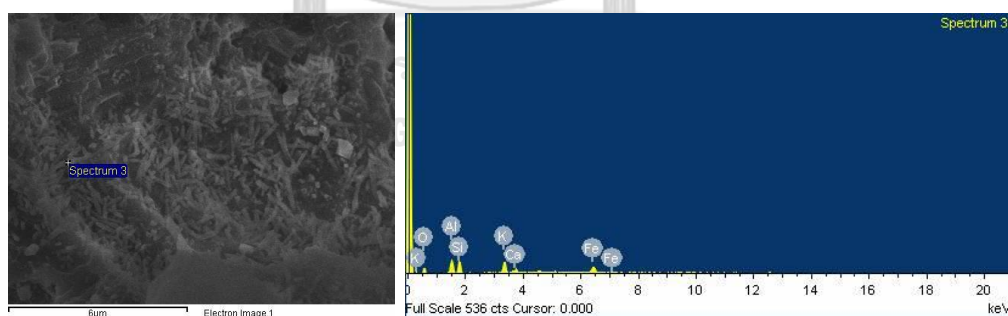 Spectrum 3
6µm
Electron Image 1
Spectrum 3
K
O
Al
Si
K
Ca
Fe
Fe
0 2 4 6 8 10 12 14 16 18 20
Full Scale 536 cts Cursor: 0.000
keV